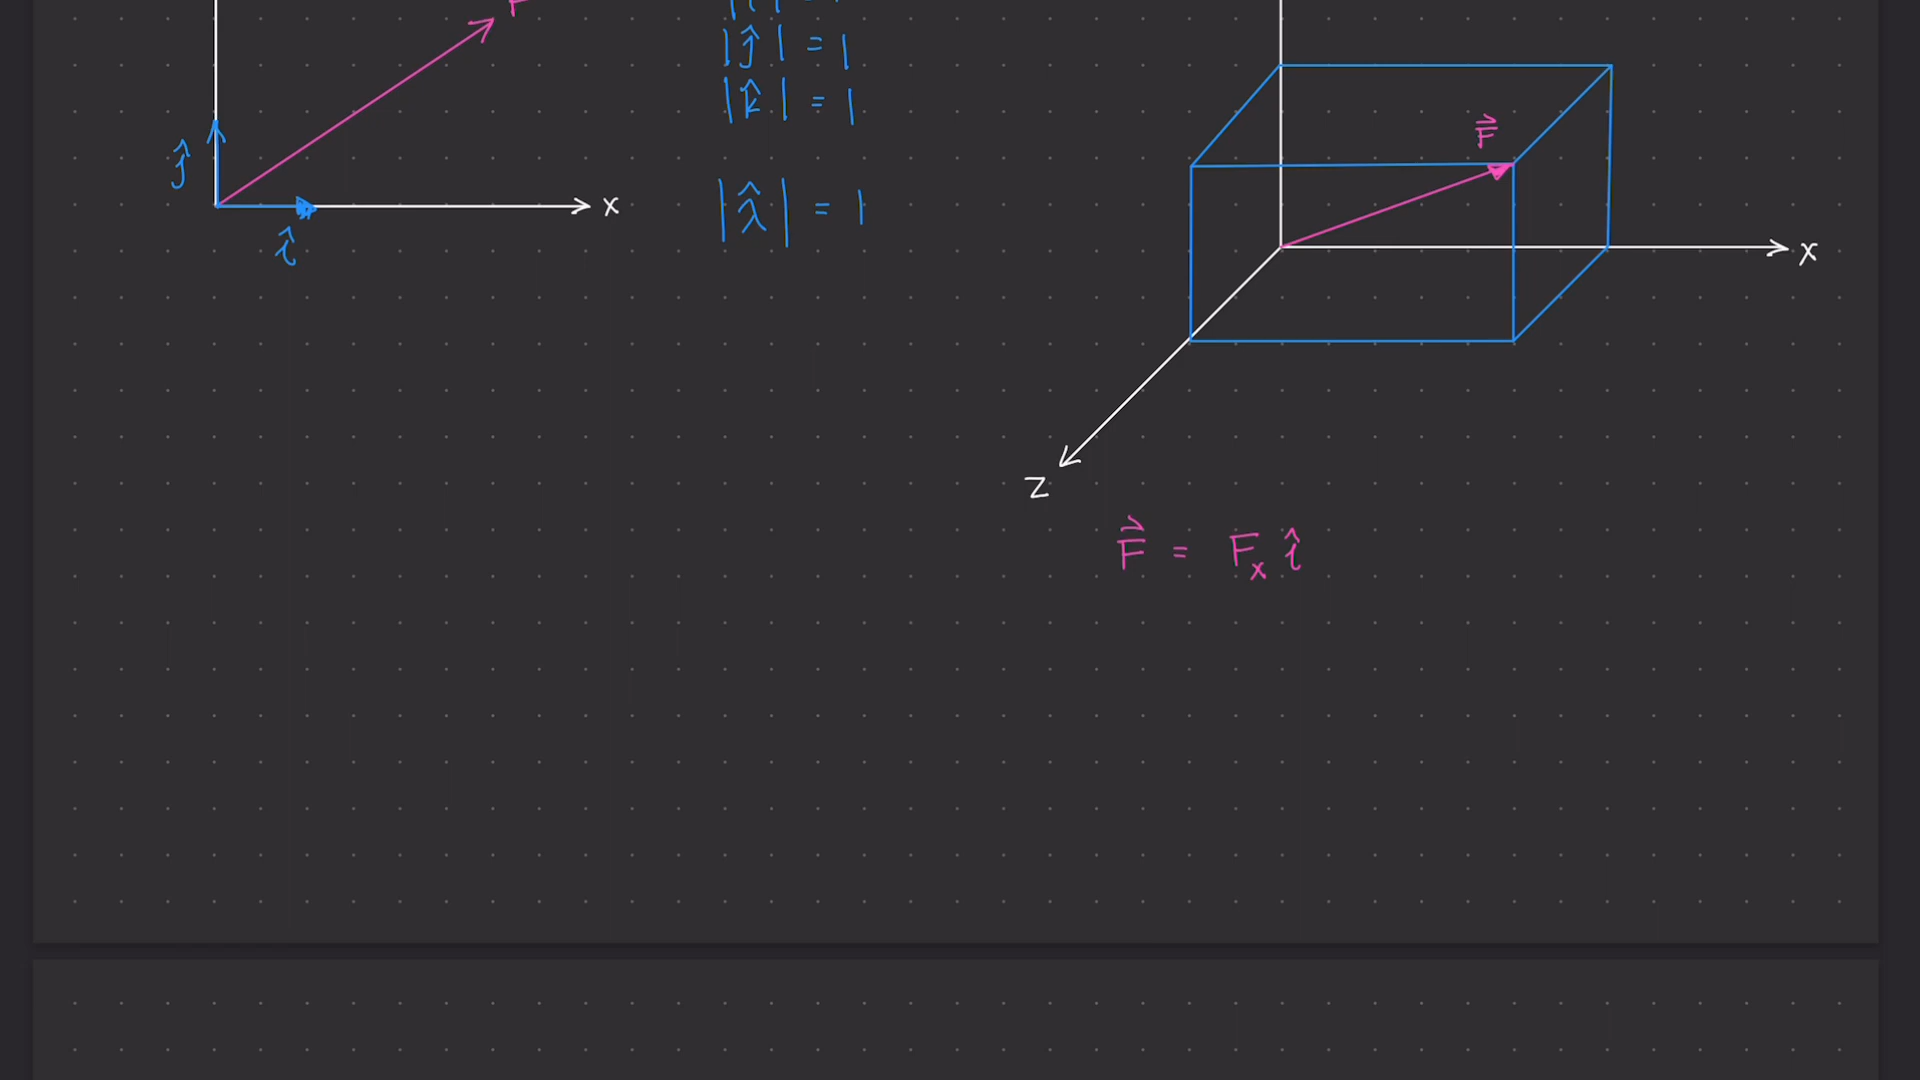 |ĵ| = 1
|k̂| = 1
|λ̂| = 1
ĵ
î
x
F⃗
x
z
F⃗ = Fₓ î